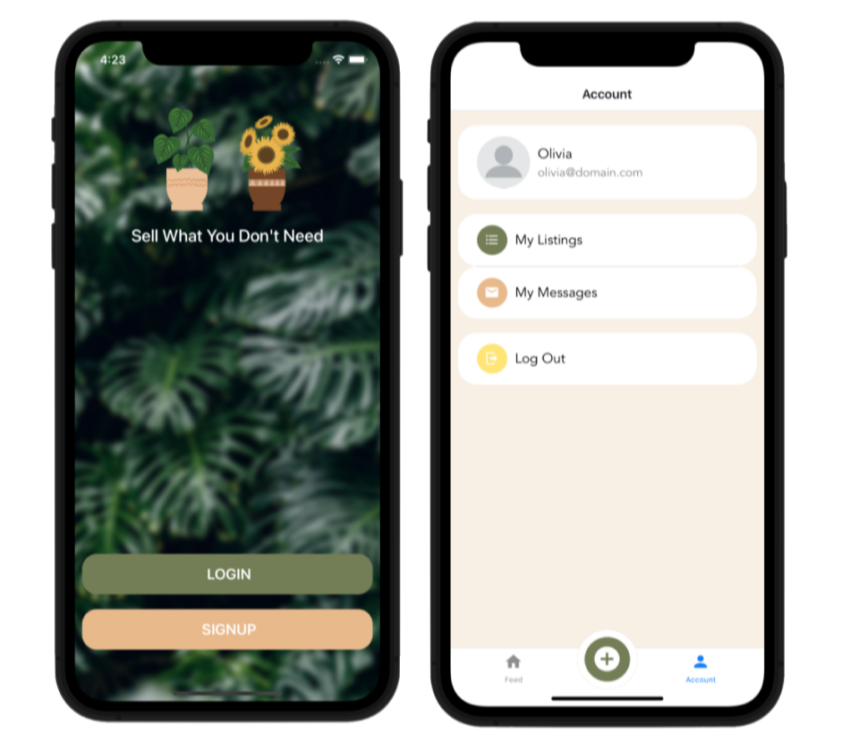 4:23
Sell What You Don't Need
LOGIN
SIGNUP
Account
Olivia
olivia@domain.com
My Listings
My Messages
Log Out
Feed
Account